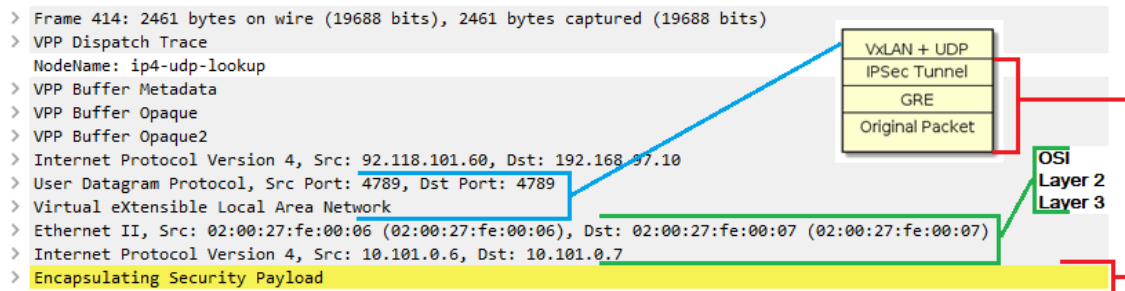 Frame 414: 2461 bytes on wire (19688 bits), 2461 bytes captured (19688 bits)
VPP Dispatch Trace
NodeName: ip4-udp-lookup
VPP Buffer Metadata
VPP Buffer Opaque
VPP Buffer Opaque2
Internet Protocol Version 4, Src: 92.118.101.60, Dst: 192.168.97.10
User Datagram Protocol, Src Port: 4789, Dst Port: 4789
Virtual eXtensible Local Area Network
Ethernet II, Src: 02:00:27:fe:00:06 (02:00:27:fe:00:06), Dst: 02:00:27:fe:00:07 (02:00:27:fe:00:07)
Internet Protocol Version 4, Src: 10.101.0.6, Dst: 10.101.0.7
Encapsulating Security Payload
VxLAN + UDP
IPSec Tunnel
GRE
Original Packet
OSI
Layer 2
Layer 3